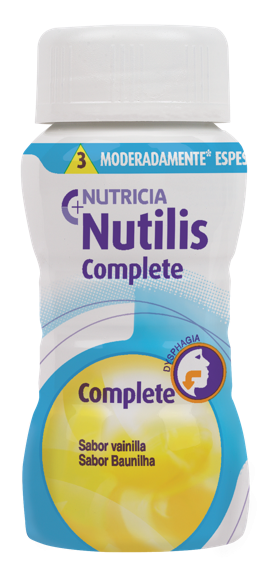 3 MODERADAMENTE* ESPES
NUTRICIA
Nutilis
Complete
DYSPHAGIA
Complete
Sabor vainilla
Sabor Baunilha